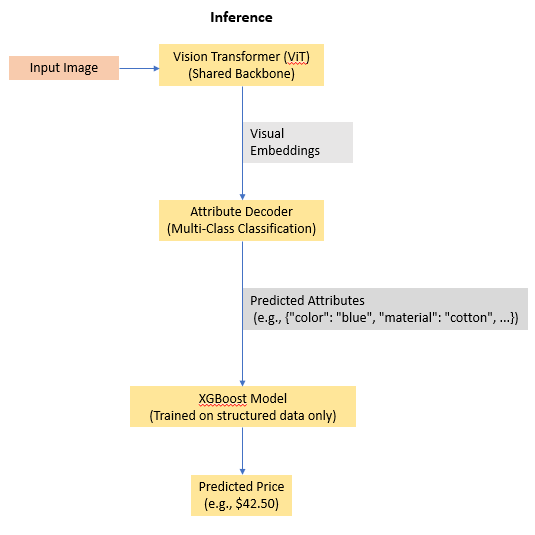 Inference
Input Image
Vision Transformer (ViT)
(Shared Backbone)
Visual
Embeddings
Attribute Decoder
(Multi-Class Classification)
Predicted Attributes
(e.g., {"color": "blue", "material": "cotton", ...})
XGBoost Model
(Trained on structured data only)
Predicted Price
(e.g., $42.50)